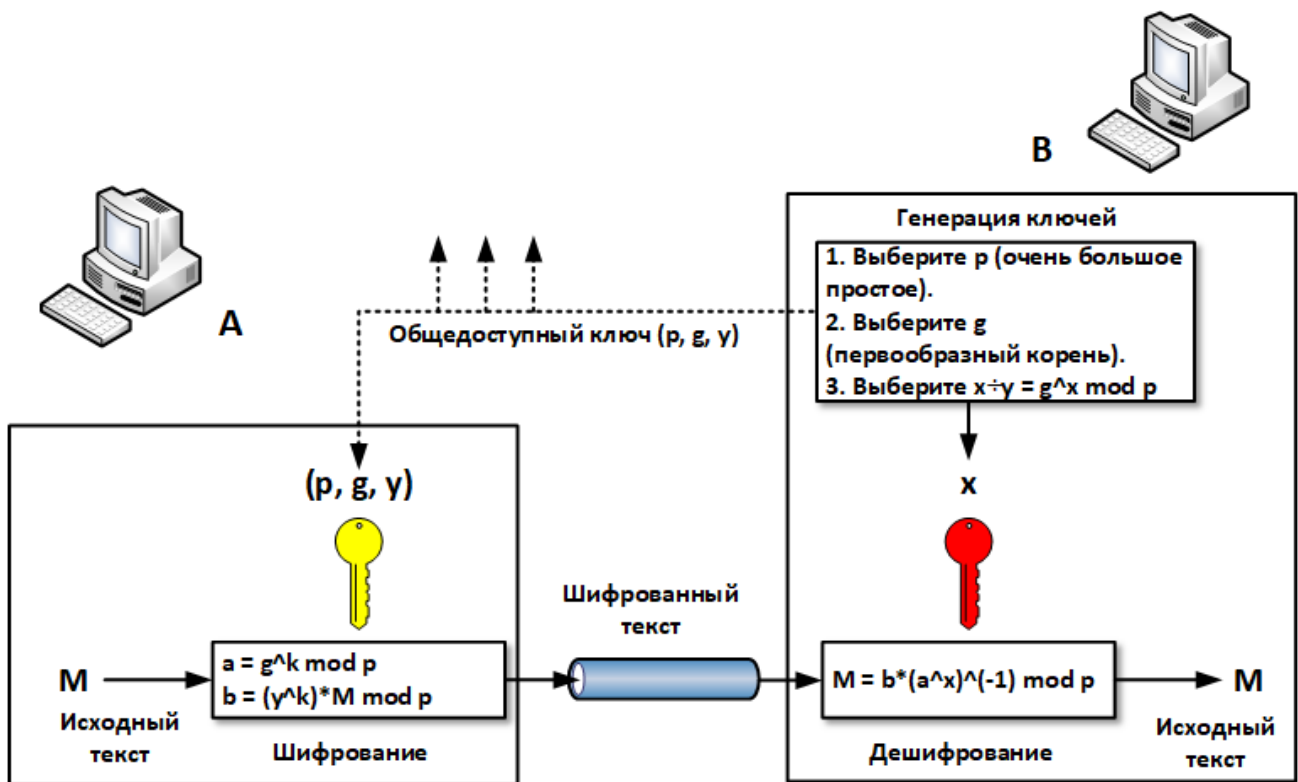 B
A
Генерация ключей
1. Выберите p (очень большое
простое).
2. Выберите g
(первообразный корень).
3. Выберите x÷y = g^x mod p
Общедоступный ключ (p, g, y)
(p, g, y)
x
Шифрованный
текст
M
Исходный
текст
a = g^k mod p
b = (y^k)*M mod p
Шифрование
M = b*(a^x)^(-1) mod p
Дешифрование
M
Исходный
текст